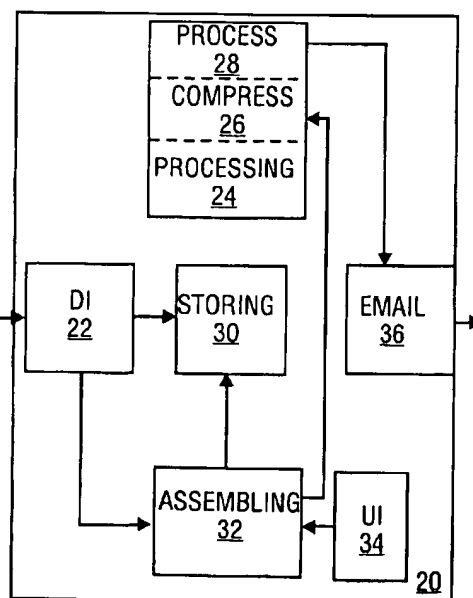 PROCESS
28
COMPRESS
26
PROCESSING
24
DI
22
STORING
30
EMAIL
36
ASSEMBLING
32
UI
34
20